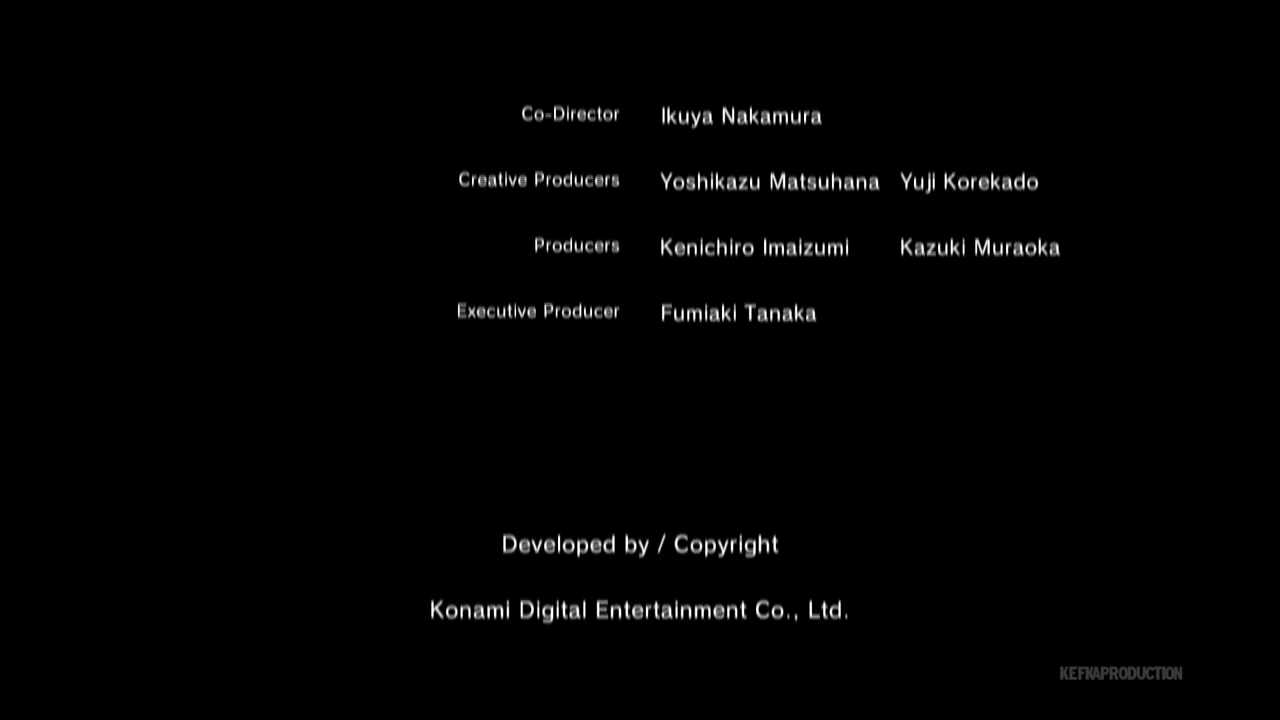 Co-Director Ikuya Nakamura
Creative Producers Yoshikazu Matsuhana Yuji Korekado
Producers Kenichiro Imaizumi Kazuki Muraoka
Executive Producer Fumiaki Tanaka
Developed by / Copyright
Konami Digital Entertainment Co., Ltd.
KEFKAPRODUCTION